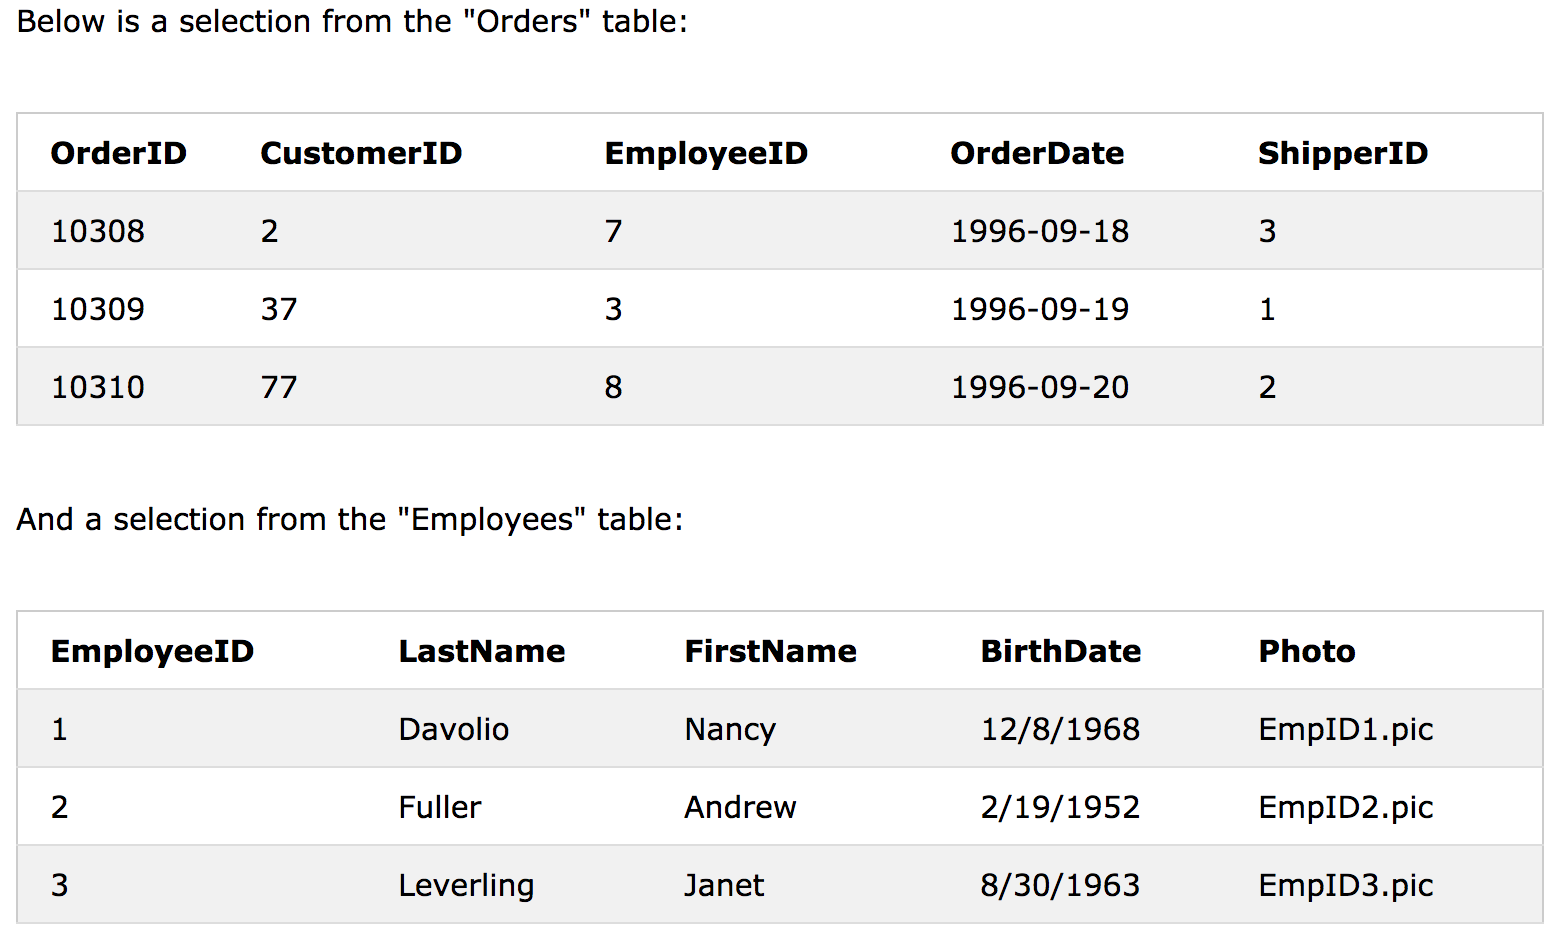 Below is a selection from the "Orders" table:
OrderID CustomerID EmployeeID OrderDate ShipperID
10308 2 7 1996-09-18 3
10309 37 3 1996-09-19 1
10310 77 8 1996-09-20 2
And a selection from the "Employees" table:
EmployeeID LastName FirstName BirthDate Photo
1 Davolio Nancy 12/8/1968 EmpID1.pic
2 Fuller Andrew 2/19/1952 EmpID2.pic
3 Leverling Janet 8/30/1963 EmpID3.pic